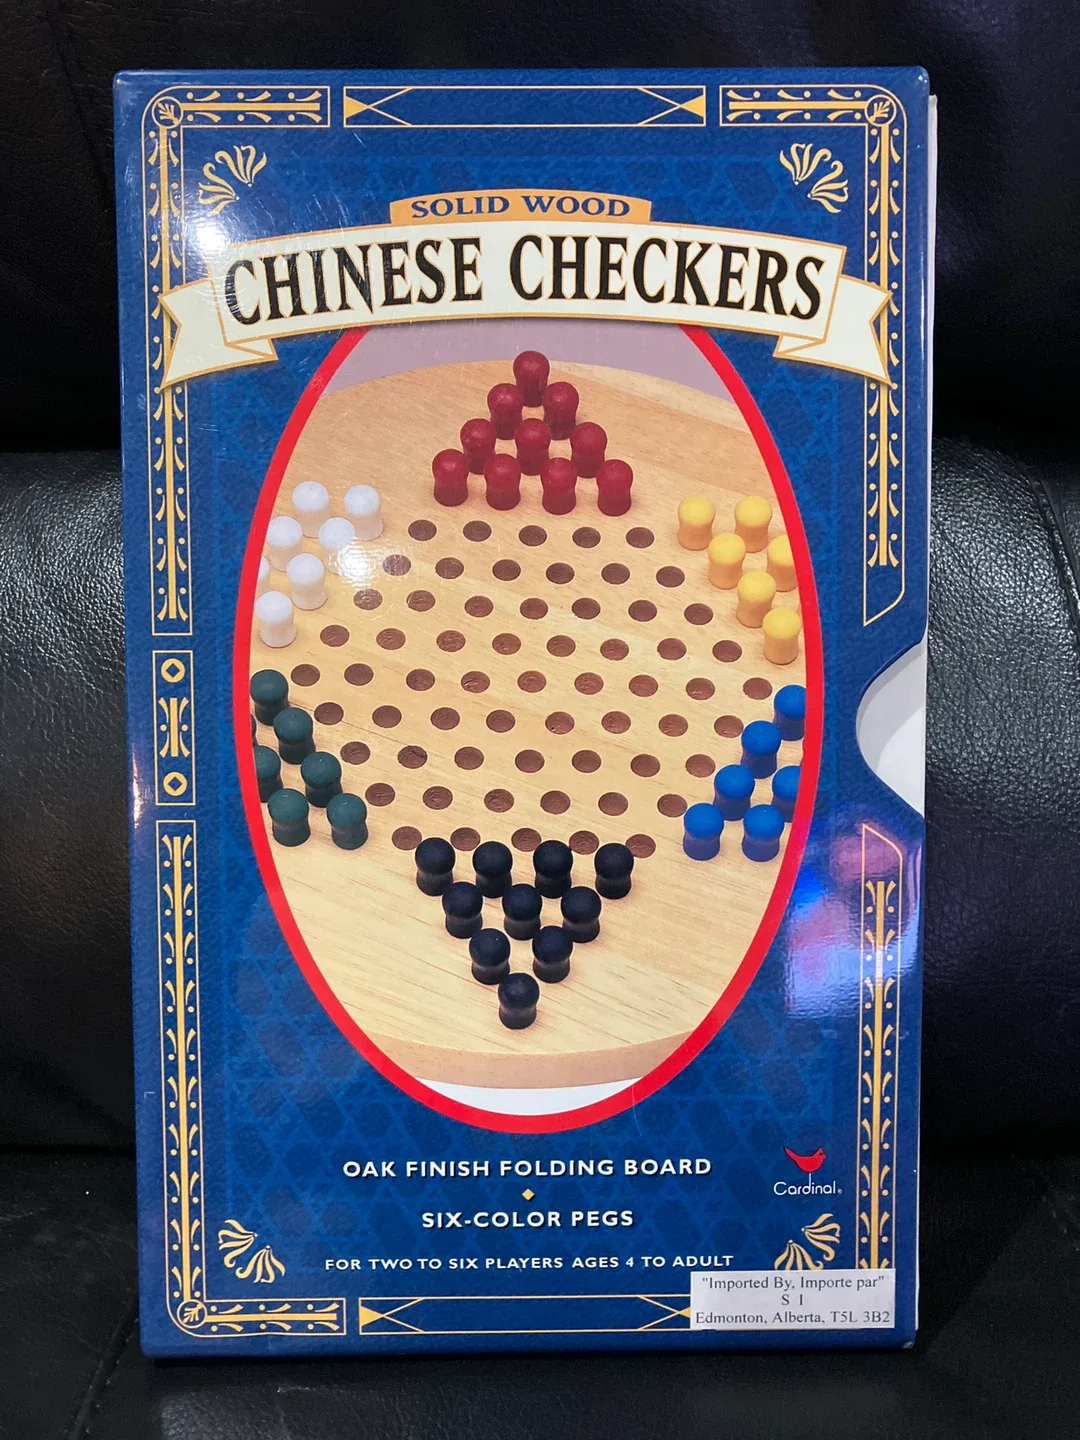 SOLID WOOD
CHINESE CHECKERS
OAK FINISH FOLDING BOARD
SIX-COLOR PEGS
FOR TWO TO SIX PLAYERS AGES 4 TO ADULT
Cardinal®
"Imported By, Importe par"
S I
Edmonton, Alberta, T5L 3B2